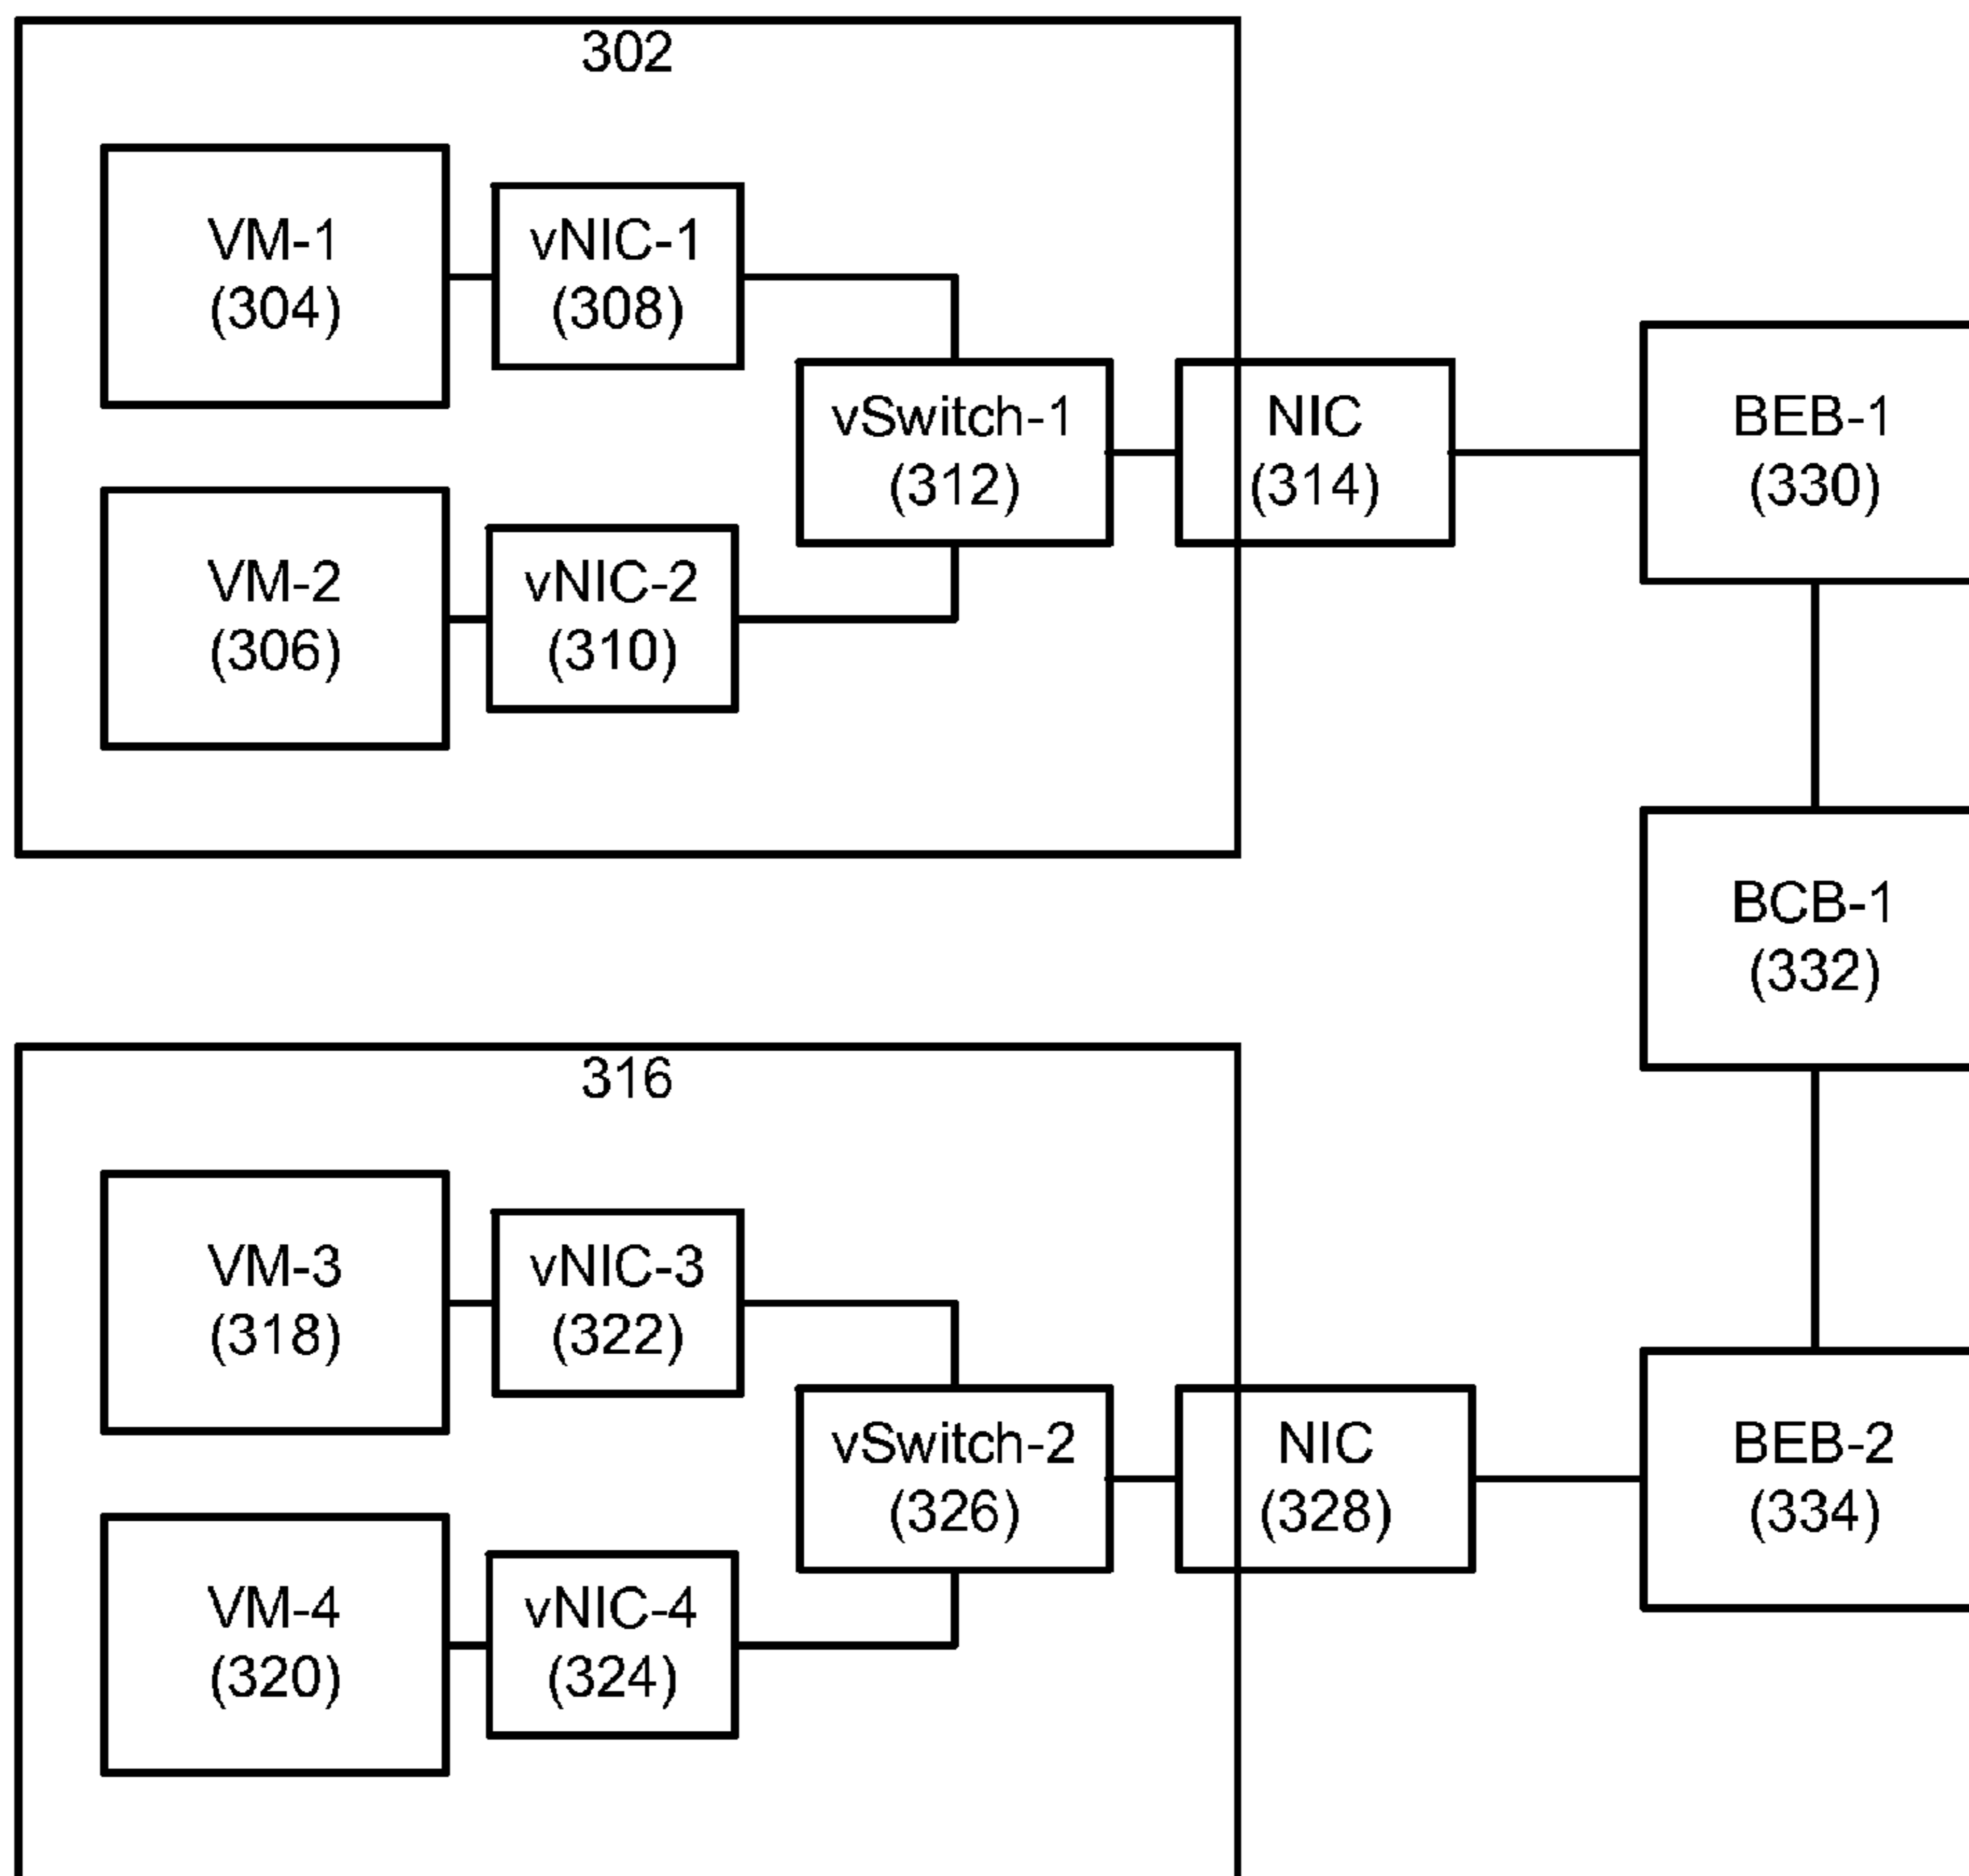 302
VM-1
(304)
vNIC-1
(308)
vSwitch-1
(312)
NIC
(314)
BEB-1
(330)
VM-2
(306)
vNIC-2
(310)
BCB-1
(332)
316
VM-3
(318)
vNIC-3
(322)
vSwitch-2
(326)
NIC
(328)
BEB-2
(334)
VM-4
(320)
vNIC-4
(324)